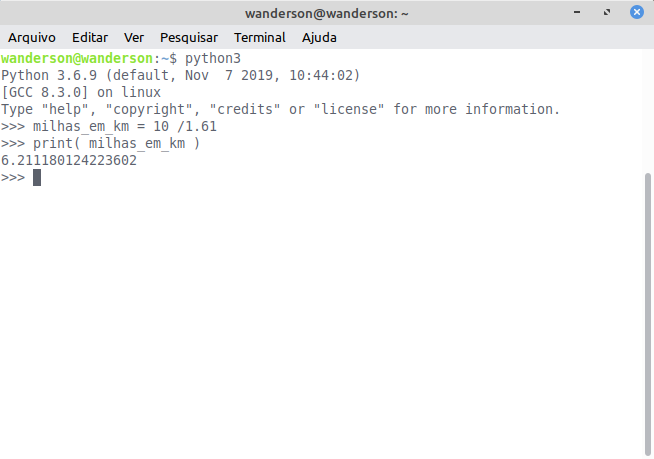 wanderson@wanderson: ~
Arquivo Editar Ver Pesquisar Terminal Ajuda
wanderson@wanderson:~$ python3
Python 3.6.9 (default, Nov  7 2019, 10:44:02)
[GCC 8.3.0] on linux
Type "help", "copyright", "credits" or "license" for more information.
>>> milhas_em_km = 10 /1.61
>>> print( milhas_em_km )
6.211180124223602
>>>